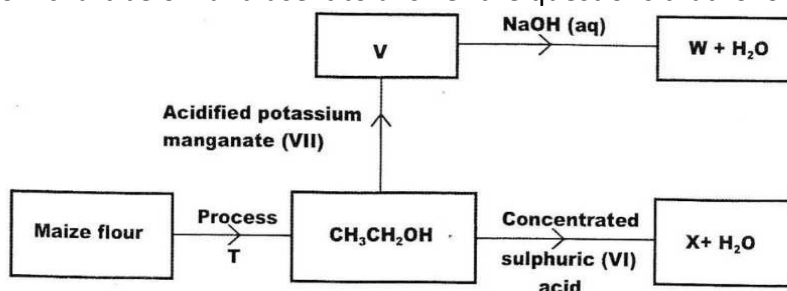 NaOH (aq)
V
W + H₂O
Acidified potassium
manganate (VII)
Maize flour
Process
T
CH₃CH₂OH
Concentrated
sulphuric (VI)
acid
X+ H₂O